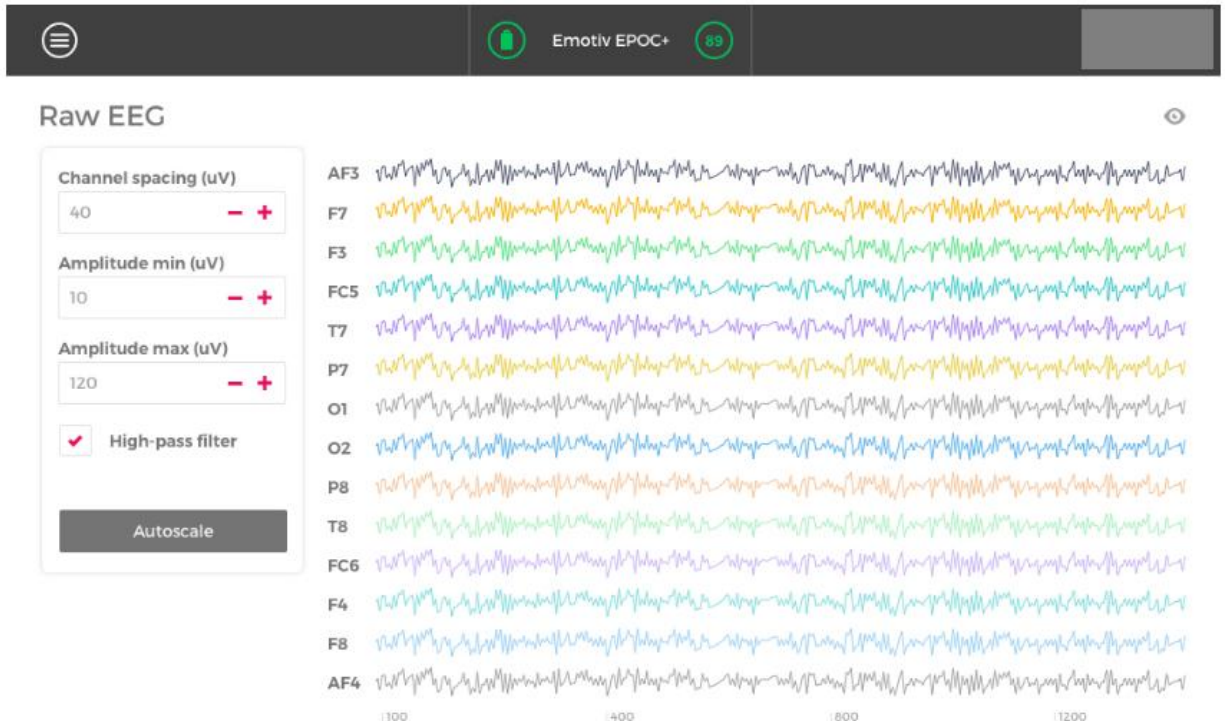 Emotiv EPOC+ 89
Raw EEG
Channel spacing (uV)
40
Amplitude min (uV)
10
Amplitude max (uV)
120
High-pass filter
Autoscale
AF3
F7
F3
FC5
T7
P7
O1
O2
P8
T8
FC6
F4
F8
AF4
100 400 800 1200